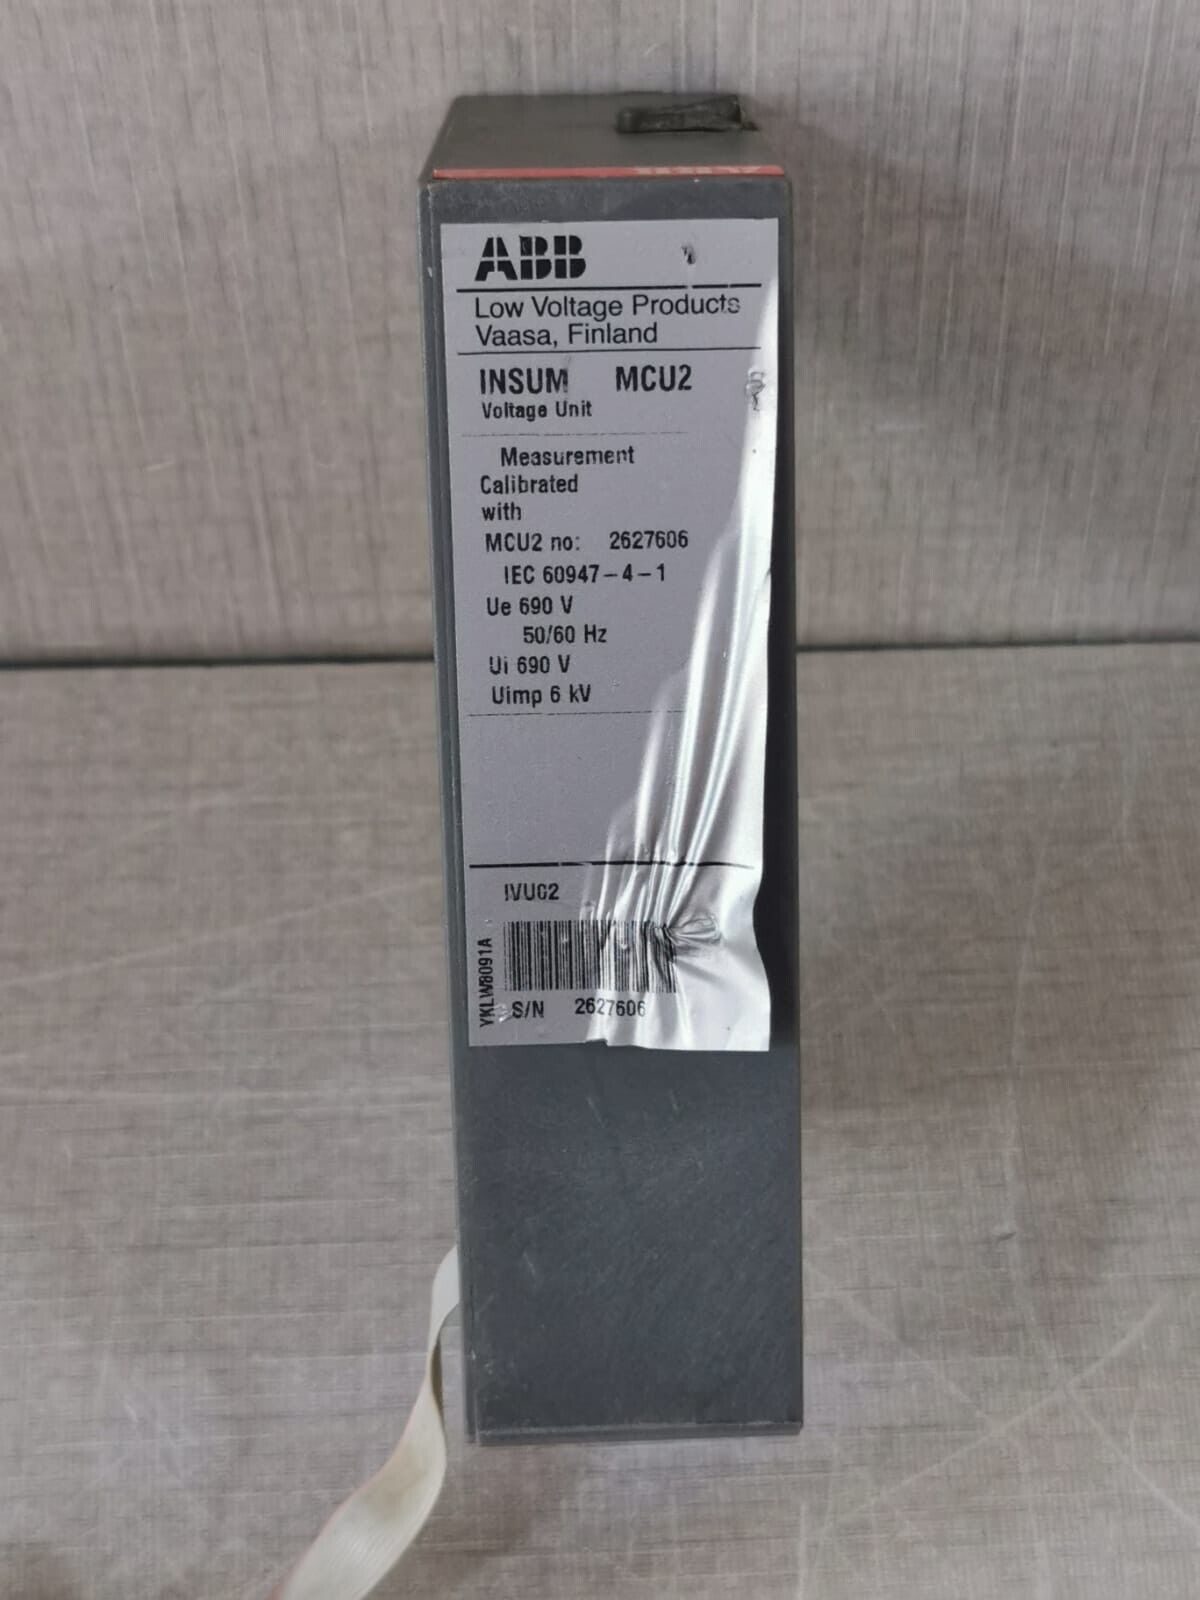 ABB
Low Voltage Products
Vaasa, Finland
INSUM MCU2
Voltage Unit
Measurement
Calibrated
with
MCU2 no: 2627606
IEC 60947-4-1
Ue 690 V
50/60 Hz
Ui 690 V
Uimp 6 kV
IVU02
YKLW8091A
S/N 2627606